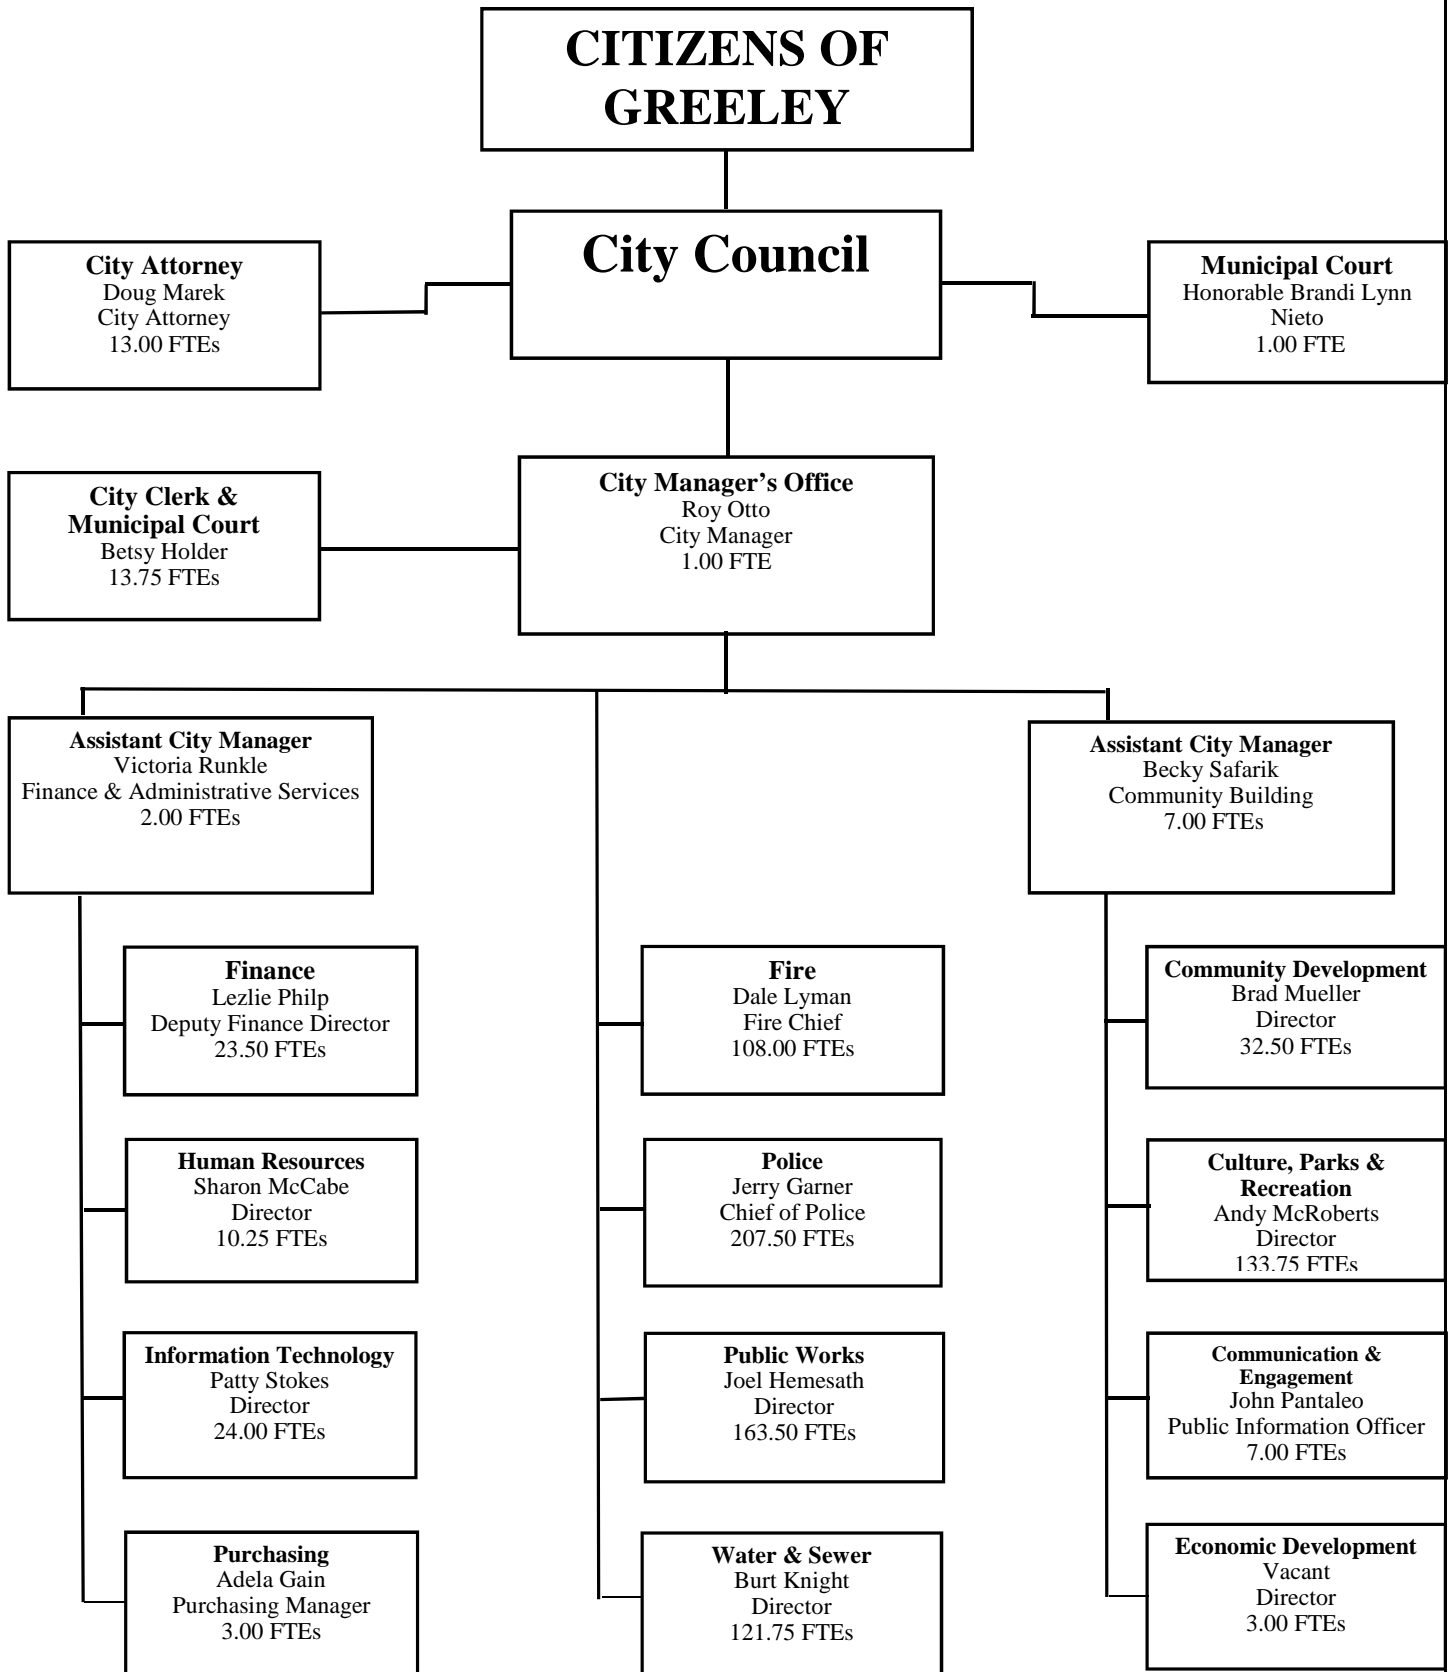 CITIZENS OF
GREELEY
City Council
City Attorney
Doug Marek
City Attorney
13.00 FTEs
Municipal Court
Honorable Brandi Lynn
Nieto
1.00 FTE
City Clerk &
Municipal Court
Betsy Holder
13.75 FTEs
City Manager’s Office
Roy Otto
City Manager
1.00 FTE
Assistant City Manager
Victoria Runkle
Finance & Administrative Services
2.00 FTEs
Assistant City Manager
Becky Safarik
Community Building
7.00 FTEs
Finance
Lezlie Philp
Deputy Finance Director
23.50 FTEs
Fire
Dale Lyman
Fire Chief
108.00 FTEs
Community Development
Brad Mueller
Director
32.50 FTEs
Human Resources
Sharon McCabe
Director
10.25 FTEs
Police
Jerry Garner
Chief of Police
207.50 FTEs
Culture, Parks &
Recreation
Andy McRoberts
Director
133.75 FTEs
Information Technology
Patty Stokes
Director
24.00 FTEs
Public Works
Joel Hemesath
Director
163.50 FTEs
Communication &
Engagement
John Pantaleo
Public Information Officer
7.00 FTEs
Purchasing
Adela Gain
Purchasing Manager
3.00 FTEs
Water & Sewer
Burt Knight
Director
121.75 FTEs
Economic Development
Vacant
Director
3.00 FTEs